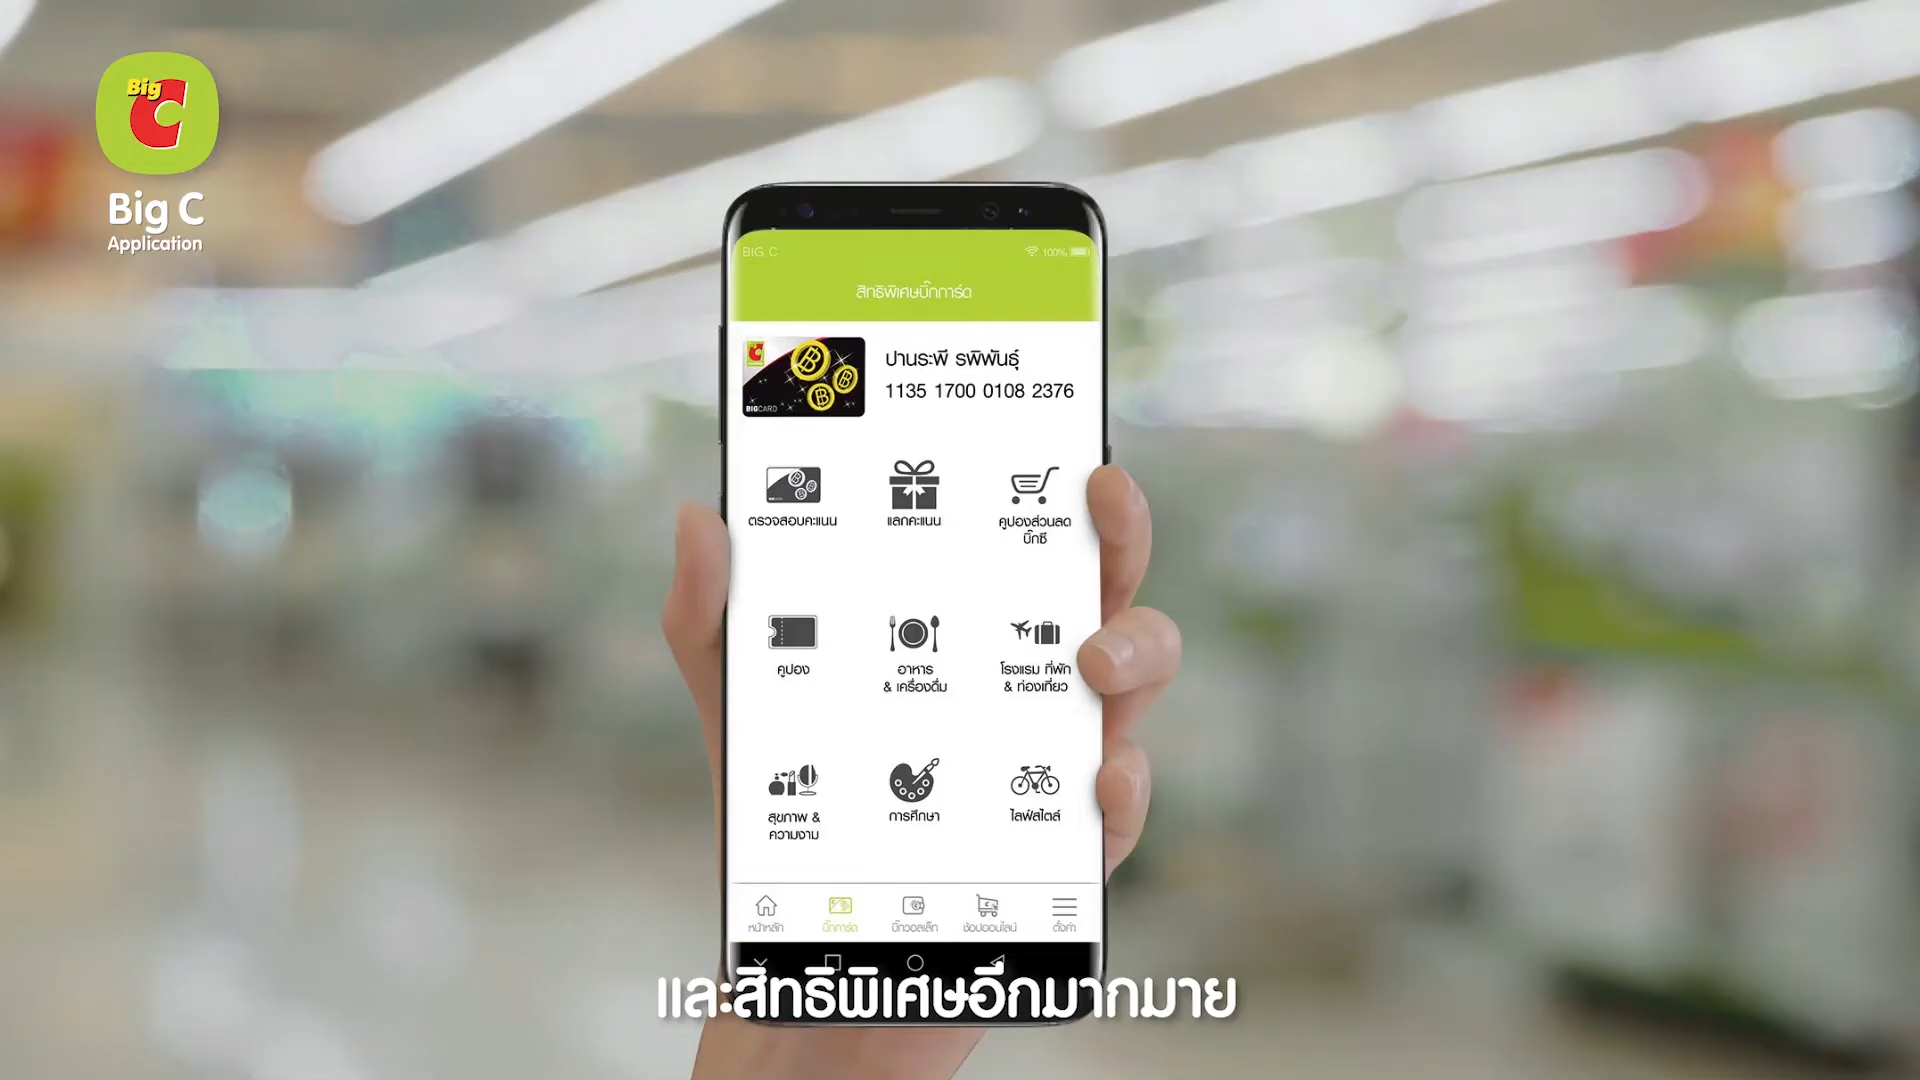 Big C
Big C
Application
BIG C
100%
สิทธิพิเศษบิ๊กการ์ด
C
BIGCARD
ปานระพี รพิพันธุ์
1135 1700 0108 2376
ตรวจสอบคะแนน
แลกคะแนน
คูปองส่วนลด
บิ๊กซี
คูปอง
อาหาร
& เครื่องดื่ม
โรงแรม ที่พัก
& ท่องเที่ยว
สุขภาพ &
ความงาม
การศึกษา
ไลฟ์สไตล์
หน้าหลัก
บิ๊กการ์ด
บิ๊กวอลเล็ท
ช้อปออนไลน์
ตั้งค่า
และสิทธิพิเศษอีกมากมาย